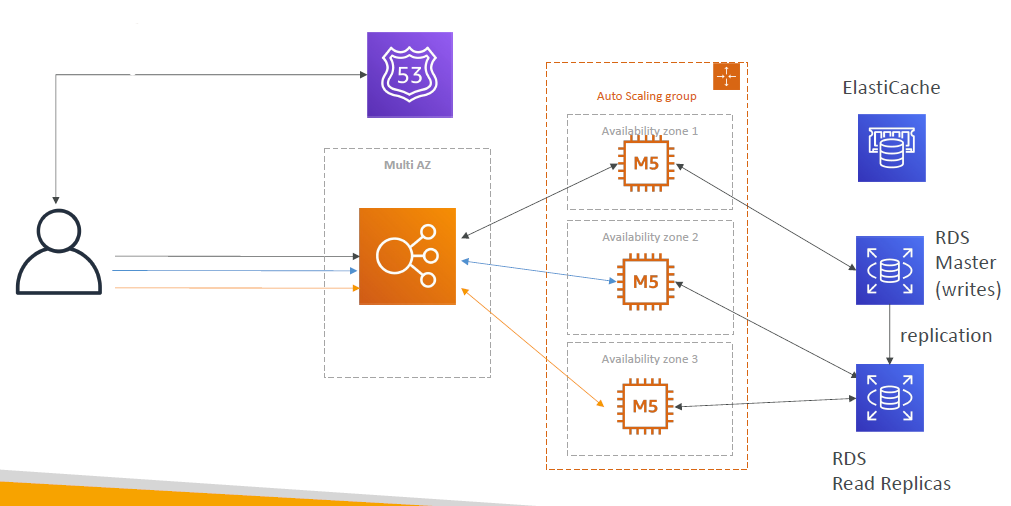 53
ElastiCache
Auto Scaling group
Availability zone 1
Multi AZ
M5
Availability zone 2
RDS
Master
(writes)
M5
replication
Availability zone 3
M5
RDS
Read Replicas